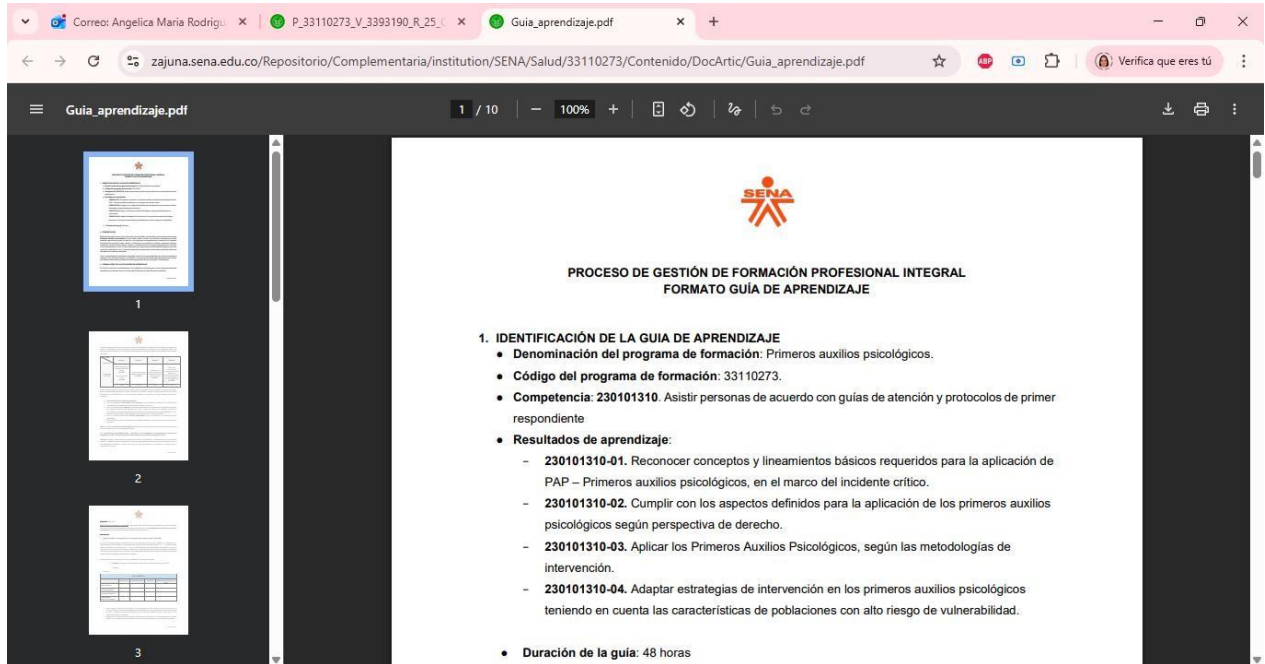 Correo: Angelica Maria Rodrigu
P_33110273_V_3393190_R_25_
Guia_aprendizaje.pdf
zajuna.sena.edu.co/Repositorio/Complementaria/institution/SENA/Salud/33110273/Contenido/DocArtic/Guia_aprendizaje.pdf
ABP
Verifica que eres tú
Guia_aprendizaje.pdf
1 / 10
100%
1
2
3
SENA
PROCESO DE GESTIÓN DE FORMACIÓN PROFESIONAL INTEGRAL
FORMATO GUÍA DE APRENDIZAJE
1. IDENTIFICACIÓN DE LA GUIA DE APRENDIZAJE
● Denominación del programa de formación: Primeros auxilios psicológicos.
● Código del programa de formación: 33110273.
● Competencia: 230101310. Asistir personas de acuerdo con guías de atención y protocolos de primer
respondiente
● Resultados de aprendizaje:
– 230101310-01. Reconocer conceptos y lineamientos básicos requeridos para la aplicación de
PAP – Primeros auxilios psicológicos, en el marco del incidente crítico.
– 230101310-02. Cumplir con los aspectos definidos para la aplicación de los primeros auxilios
psicológicos según perspectiva de derecho.
– 230101310-03. Aplicar los Primeros Auxilios Psicológicos, según las metodologías de
intervención.
– 230101310-04. Adaptar estrategias de intervención en los primeros auxilios psicológicos
teniendo en cuenta las características de poblaciones con alto riesgo de vulnerabilidad.
● Duración de la guía: 48 horas